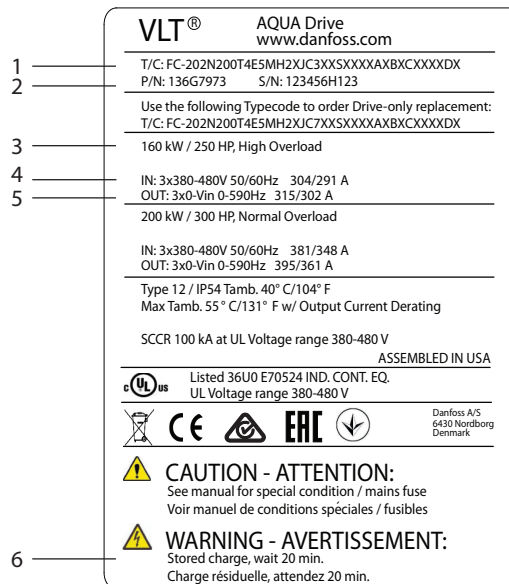 VLT® AQUA Drive
www.danfoss.com
1 T/C: FC-202N200T4E5MH2XJC3XXSXXXXAXBXCXXXXDX
2 P/N: 136G7973 S/N: 123456H123
Use the following Typecode to order Drive-only replacement:
T/C: FC-202N200T4E5MH2XJC7XXSXXXXAXBXCXXXXDX
3 160 kW / 250 HP, High Overload
4 IN: 3x380-480V 50/60Hz 304/291 A
5 OUT: 3x0-Vin 0-590Hz 315/302 A
200 kW / 300 HP, Normal Overload
IN: 3x380-480V 50/60Hz 381/348 A
OUT: 3x0-Vin 0-590Hz 395/361 A
Type 12 / IP54 Tamb. 40° C/104° F
Max Tamb. 55° C/131° F w/ Output Current Derating
SCCR 100 kA at UL Voltage range 380-480 V
ASSEMBLED IN USA
c UL us Listed 36U0 E70524 IND. CONT. EQ.
UL Voltage range 380-480 V
CE EAC
Danfoss A/S
6430 Nordborg
Denmark
CAUTION - ATTENTION:
See manual for special condition / mains fuse
Voir manuel de conditions spéciales / fusibles
WARNING - AVERTISSEMENT:
6 Stored charge, wait 20 min.
Charge résiduelle, attendez 20 min.